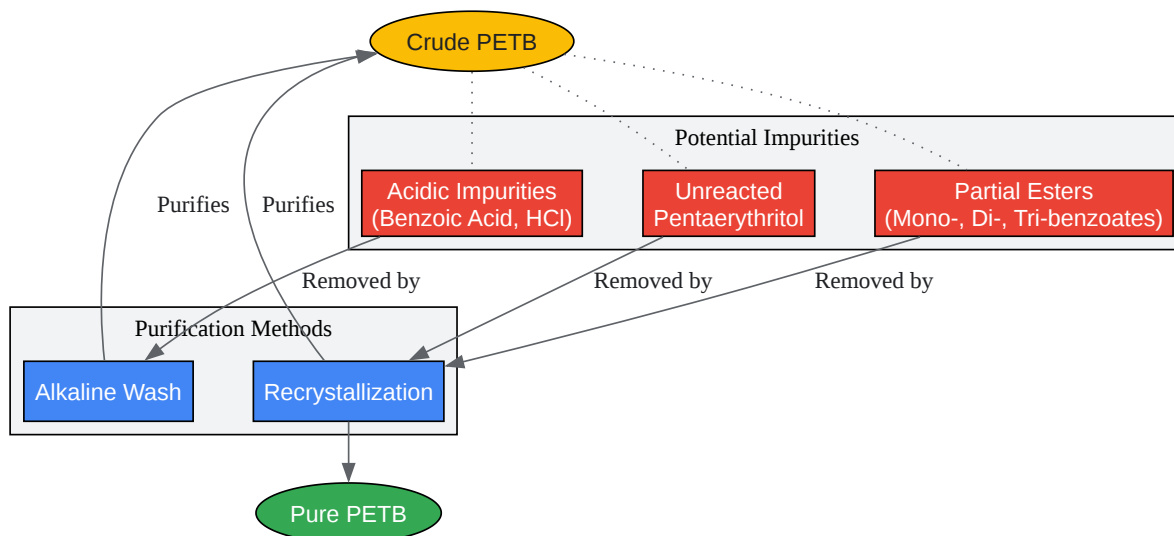 Crude PETB
Potential Impurities
Acidic Impurities
(Benzoic Acid, HCl)
Unreacted
Pentaerythritol
Partial Esters
(Mono-, Di-, Tri-benzoates)
Purifies
Purifies
Removed by
Removed by
Removed by
Purification Methods
Alkaline Wash
Recrystallization
Pure PETB